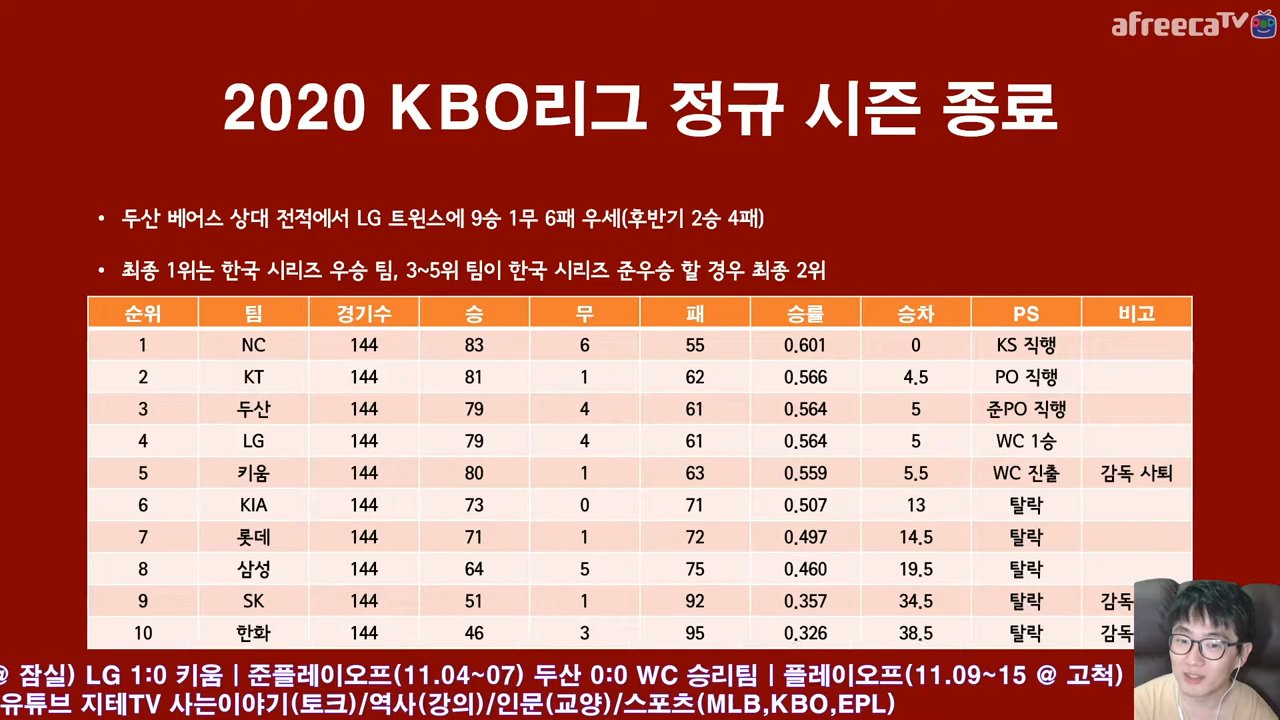 afreecaTV
2020 KBO리그 정규 시즌 종료
• 두산 베어스 상대 전적에서 LG 트윈스에 9승 1무 6패 우세(후반기 2승 4패)
• 최종 1위는 한국 시리즈 우승 팀, 3~5위 팀이 한국 시리즈 준우승 할 경우 최종 2위
순위 팀 경기수 승 무 패 승률 승차 PS 비고
1 NC 144 83 6 55 0.601 0 KS 직행
2 KT 144 81 1 62 0.566 4.5 PO 직행
3 두산 144 79 4 61 0.564 5 준PO 직행
4 LG 144 79 4 61 0.564 5 WC 1승
5 키움 144 80 1 63 0.559 5.5 WC 진출 감독 사퇴
6 KIA 144 73 0 71 0.507 13 탈락
7 롯데 144 71 1 72 0.497 14.5 탈락
8 삼성 144 64 5 75 0.460 19.5 탈락
9 SK 144 51 1 92 0.357 34.5 탈락 감독
10 한화 144 46 3 95 0.326 38.5 탈락 감독
@ 잠실) LG 1:0 키움 | 준플레이오프(11.04~07) 두산 0:0 WC 승리팀 | 플레이오프(11.09~15 @ 고척)
유튜브 지테TV 사는이야기(토크)/역사(강의)/인문(교양)/스포츠(MLB,KBO,EPL)